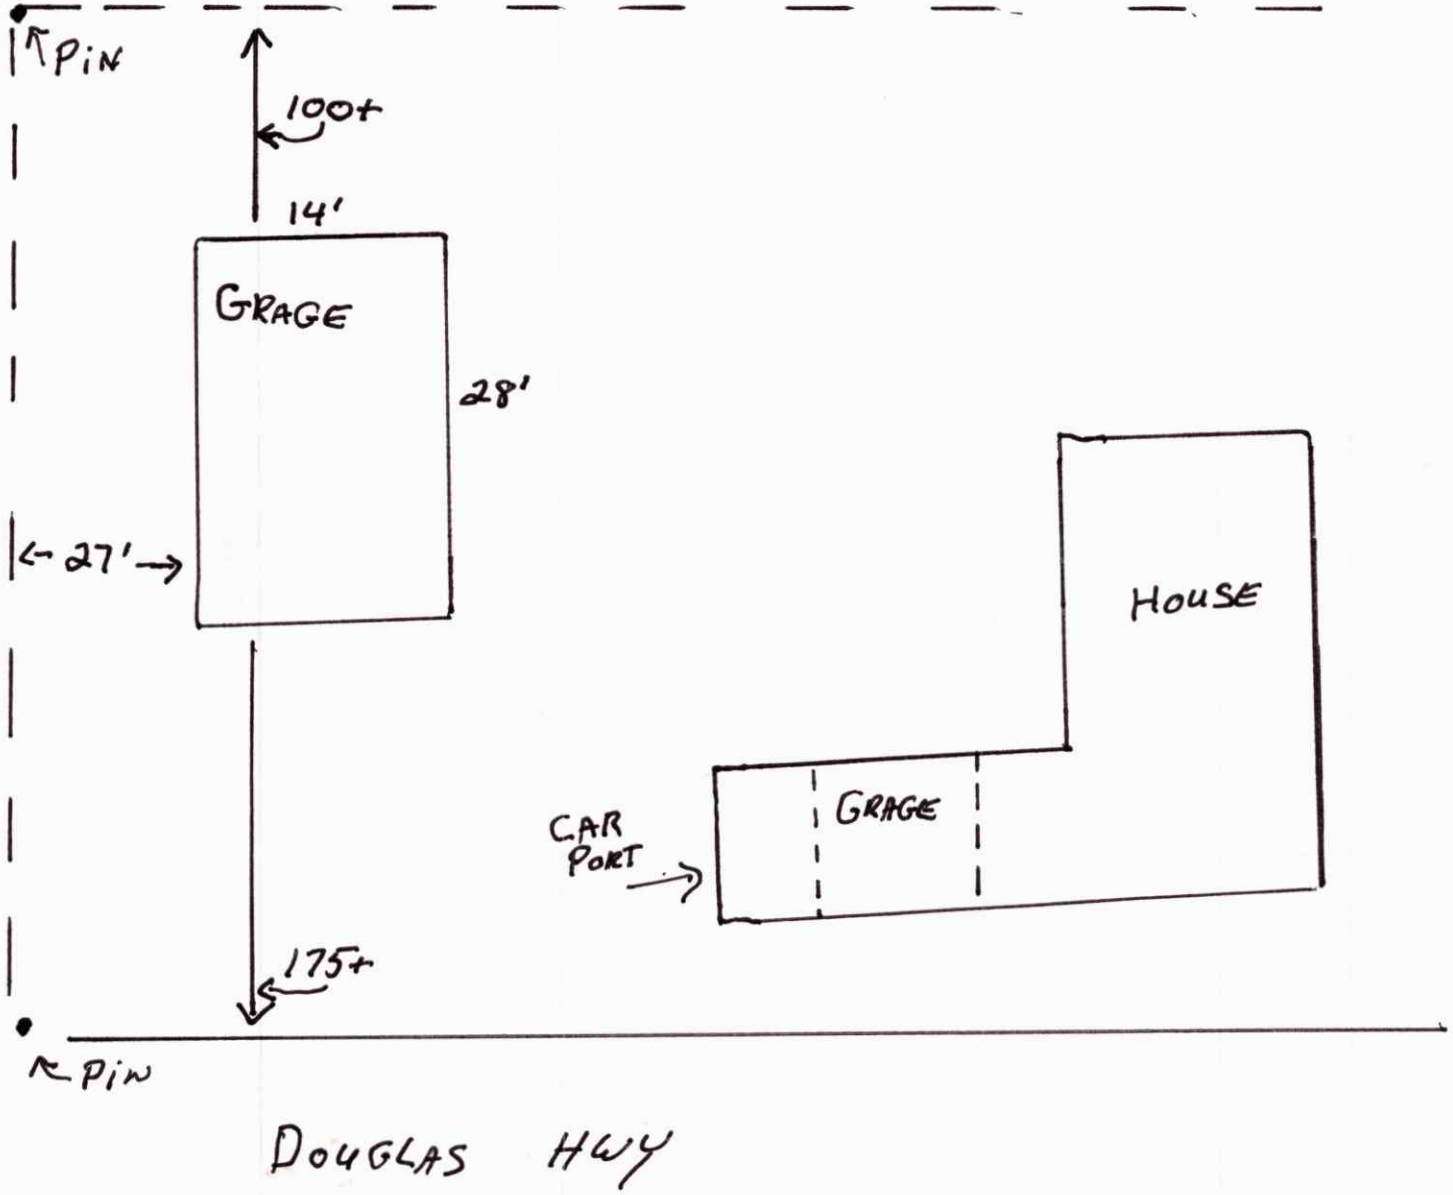 PiN
100+
14'
GRAGE
28'
27'
HOUSE
GRAGE
CAR
PORT
175+
PiN
DOUGLAS HWY